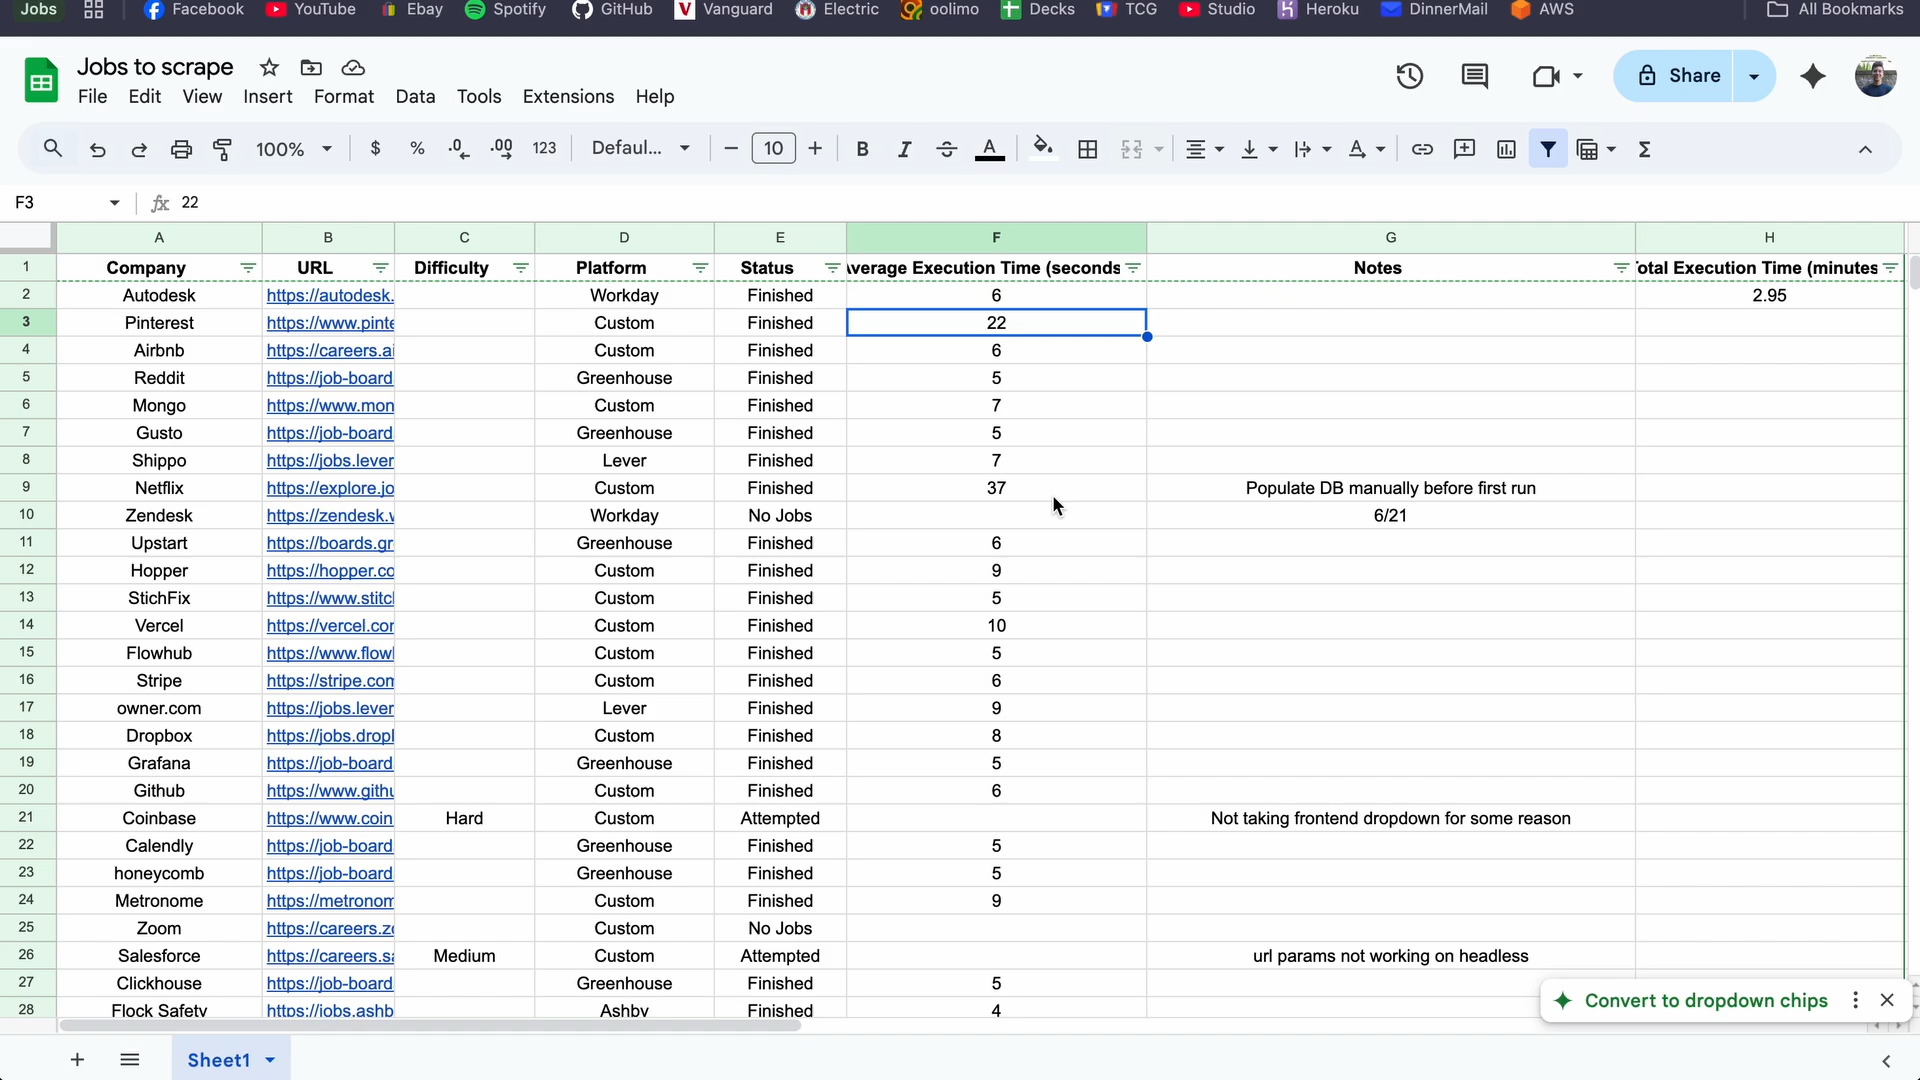 Jobs Facebook YouTube Ebay Spotify GitHub Vanguard Electric oolimo Decks TCG Studio Heroku DinnerMail AWS All Bookmarks
Jobs to scrape
Share
File Edit View Insert Format Data Tools Extensions Help
100% $ % .0 .00 123 Defaul... 10 B I A
F3 fx 22
A B C D E F G H
1 Company URL Difficulty Platform Status Average Execution Time (seconds Notes Total Execution Time (minutes
2 Autodesk https://autodesk. Workday Finished 6 2.95
3 Pinterest https://www.pinte Custom Finished 22
4 Airbnb https://careers.ai Custom Finished 6
5 Reddit https://job-board Greenhouse Finished 5
6 Mongo https://www.mon Custom Finished 7
7 Gusto https://job-board Greenhouse Finished 5
8 Shippo https://jobs.lever Lever Finished 7
9 Netflix https://explore.jo Custom Finished 37 Populate DB manually before first run
10 Zendesk https://zendesk.v Workday No Jobs 6/21
11 Upstart https://boards.gr Greenhouse Finished 6
12 Hopper https://hopper.co Custom Finished 9
13 StichFix https://www.stitcl Custom Finished 5
14 Vercel https://vercel.cor Custom Finished 10
15 Flowhub https://www.flowl Custom Finished 5
16 Stripe https://stripe.com Custom Finished 6
17 owner.com https://jobs.lever Lever Finished 9
18 Dropbox https://jobs.dropl Custom Finished 8
19 Grafana https://job-board Greenhouse Finished 5
20 Github https://www.githu Custom Finished 6
21 Coinbase https://www.coin Hard Custom Attempted Not taking frontend dropdown for some reason
22 Calendly https://job-board Greenhouse Finished 5
23 honeycomb https://job-board Greenhouse Finished 5
24 Metronome https://metronom Custom Finished 9
25 Zoom https://careers.zo Custom No Jobs
26 Salesforce https://careers.sa Medium Custom Attempted url params not working on headless
27 Clickhouse https://job-board Greenhouse Finished 5
28 Flock Safety https://jobs.ashb Ashby Finished 4
Convert to dropdown chips
Sheet1